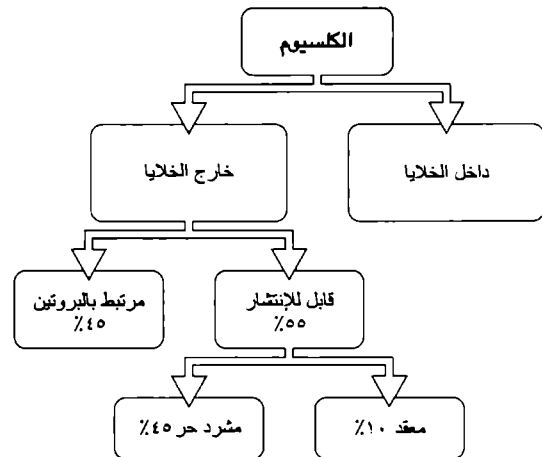 الكلسيوم
داخل الخلايا
خارج الخلايا
قابل للإنتشار
٥٥٪
مرتبط بالبروتين
٤٥٪
معقد ١٠٪
مشرد حر ٤٥٪